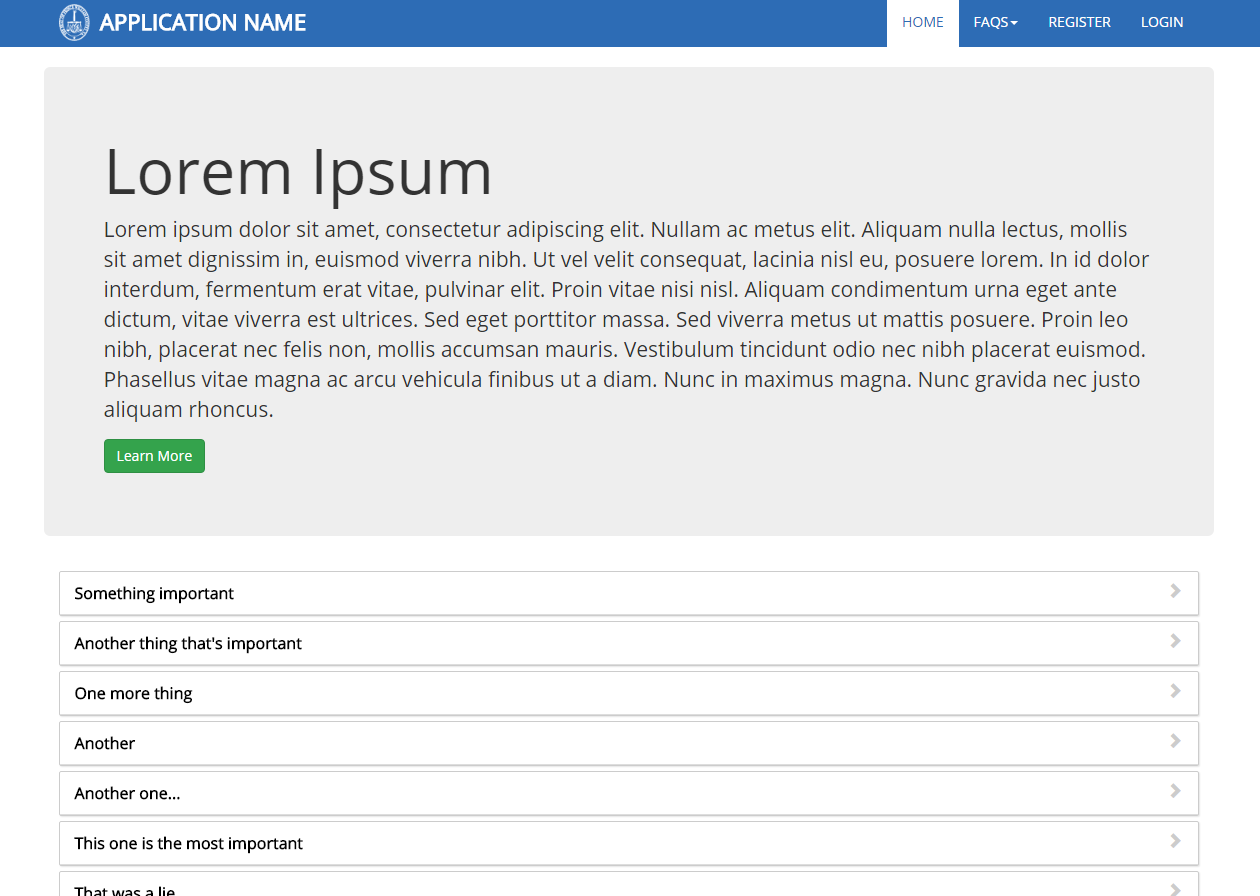 APPLICATION NAME
HOME
FAQS
REGISTER
LOGIN
Lorem Ipsum
Lorem ipsum dolor sit amet, consectetur adipiscing elit. Nullam ac metus elit. Aliquam nulla lectus, mollis
sit amet dignissim in, euismod viverra nibh. Ut vel velit consequat, lacinia nisl eu, posuere lorem. In id dolor
interdum, fermentum erat vitae, pulvinar elit. Proin vitae nisi nisl. Aliquam condimentum urna eget ante
dictum, vitae viverra est ultrices. Sed eget porttitor massa. Sed viverra metus ut mattis posuere. Proin leo
nibh, placerat nec felis non, mollis accumsan mauris. Vestibulum tincidunt odio nec nibh placerat euismod.
Phasellus vitae magna ac arcu vehicula finibus ut a diam. Nunc in maximus magna. Nunc gravida nec justo
aliquam rhoncus.
Learn More
Something important
Another thing that's important
One more thing
Another
Another one...
This one is the most important
That was a lie